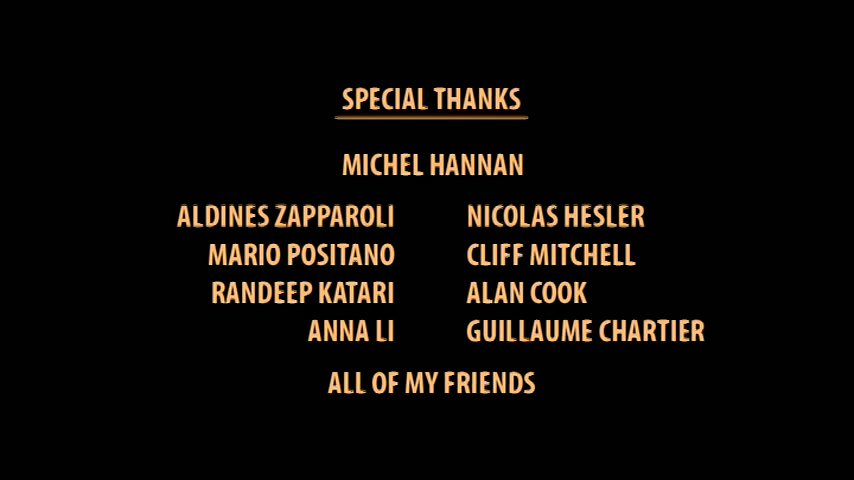 SPECIAL THANKS
MICHEL HANNAN
ALDINES ZAPPAROLI NICOLAS HESLER
MARIO POSITANO CLIFF MITCHELL
RANDEEP KATARI ALAN COOK
ANNA LI GUILLAUME CHARTIER
ALL OF MY FRIENDS